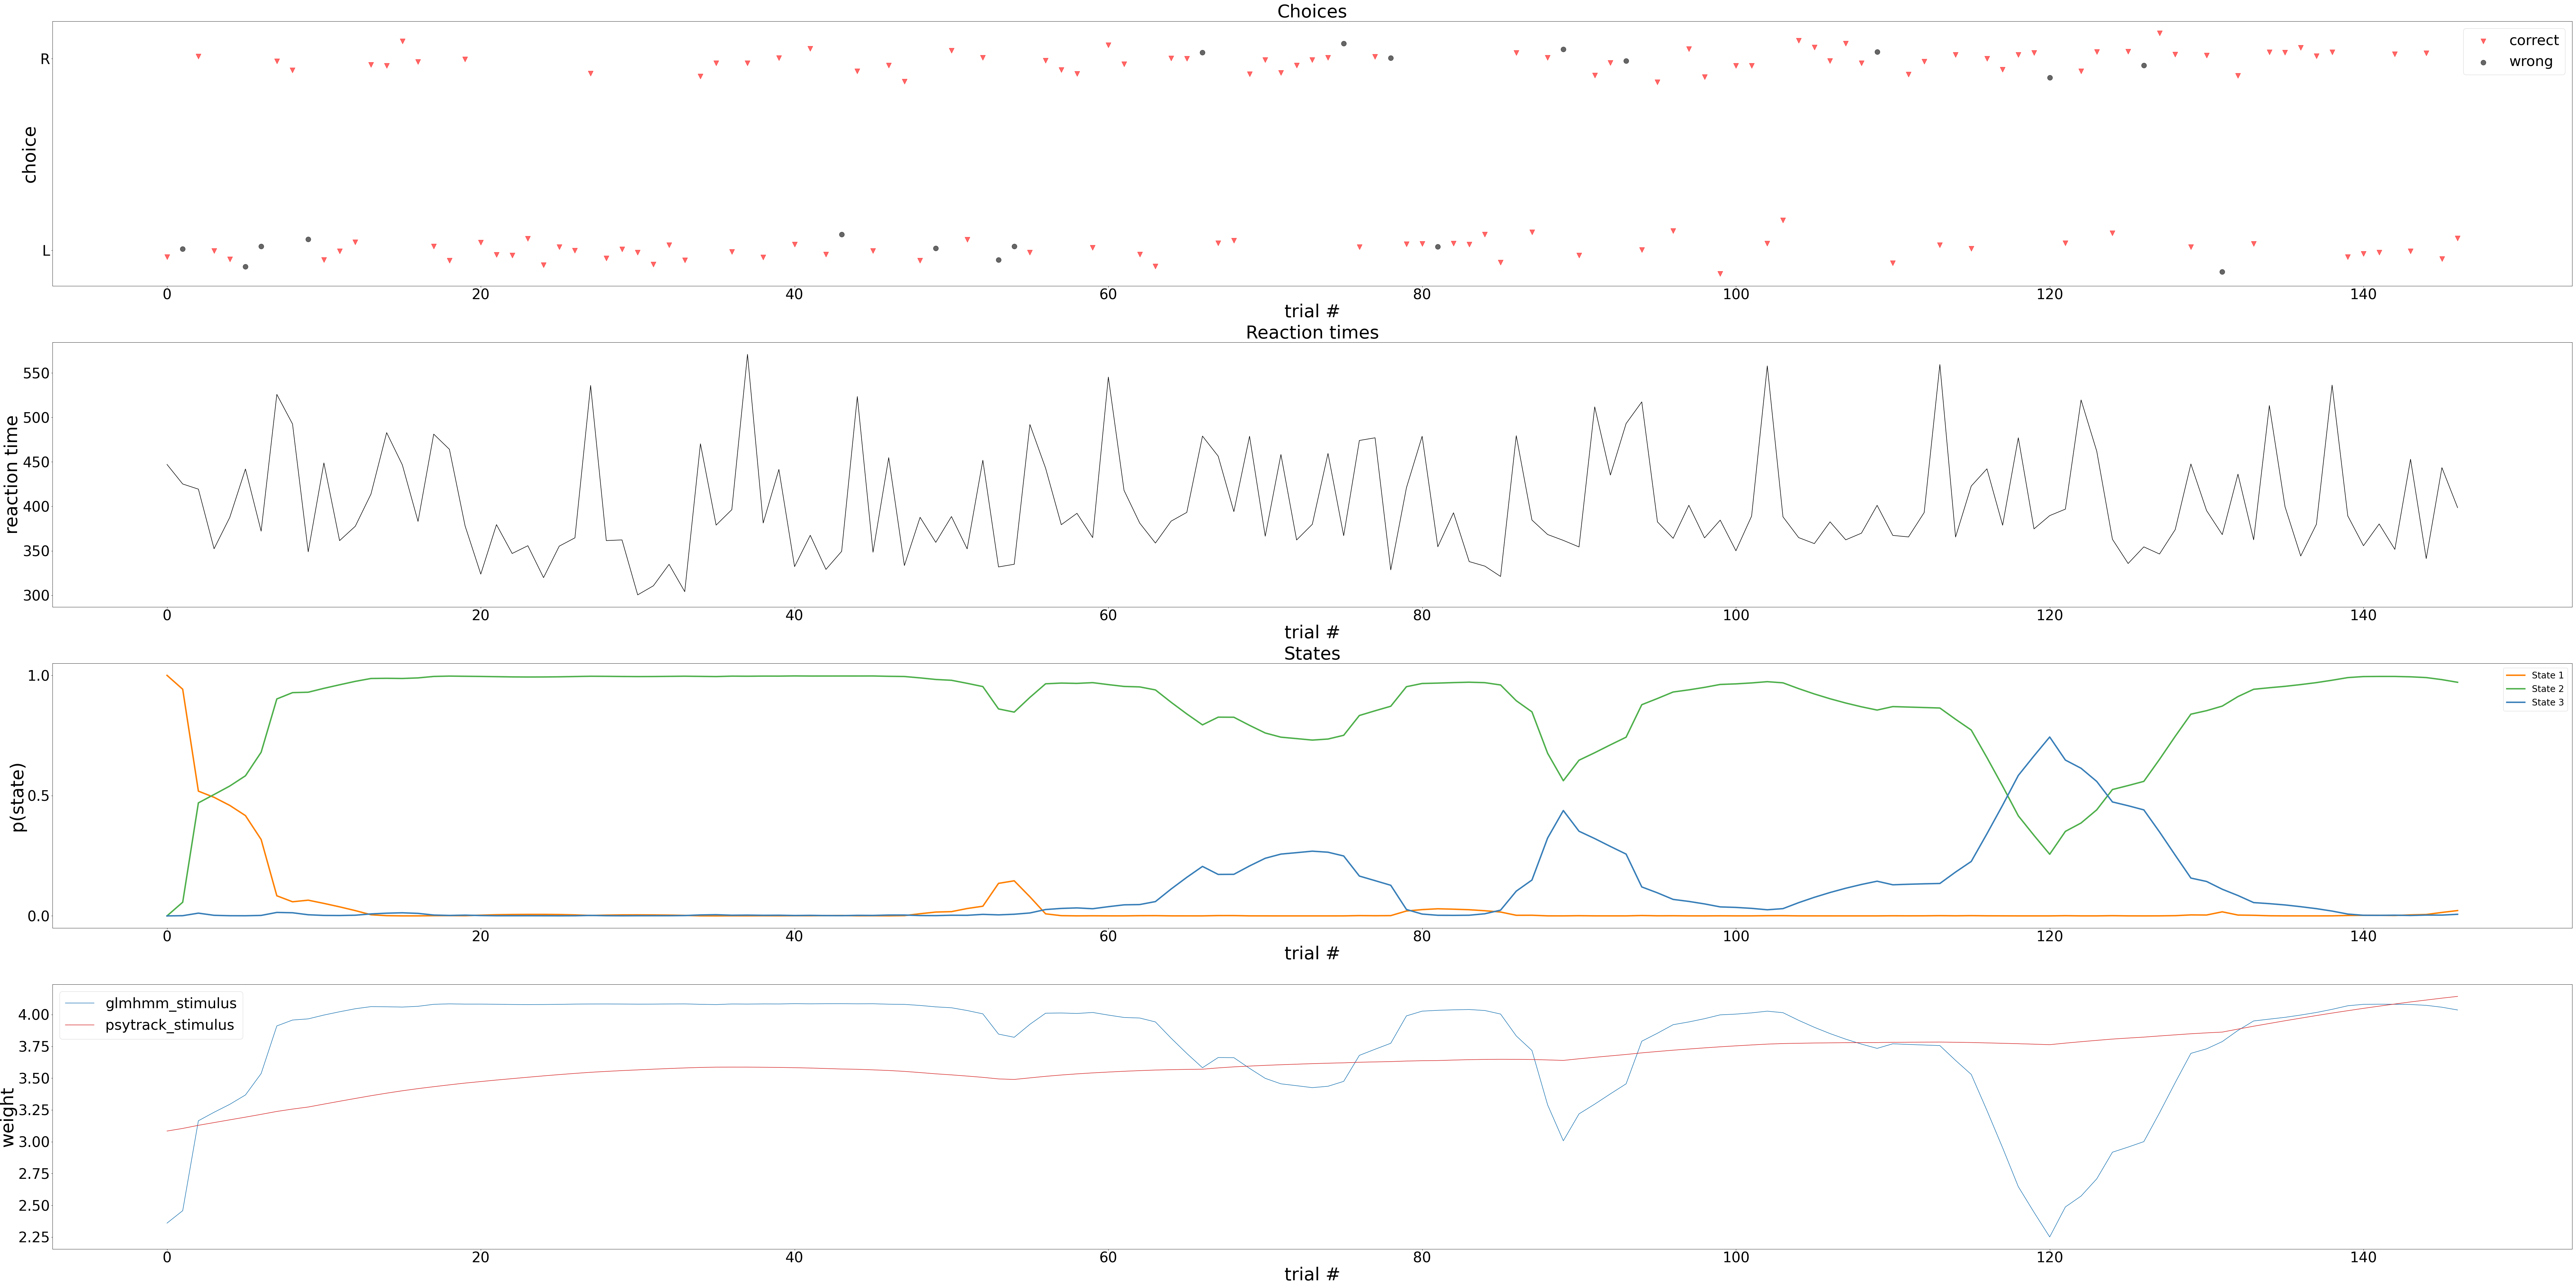 Choices
R
L
choice
correct
wrong
0 20 40 60 80 100 120 140
trial #
Reaction times
550
500
450
400
350
300
reaction time
0 20 40 60 80 100 120 140
trial #
States
1.0
0.5
0.0
p(state)
State 1
State 2
State 3
0 20 40 60 80 100 120 140
trial #
4.00
3.75
3.50
3.25
3.00
2.75
2.50
2.25
weight
glmhmm_stimulus
psytrack_stimulus
0 20 40 60 80 100 120 140
trial #